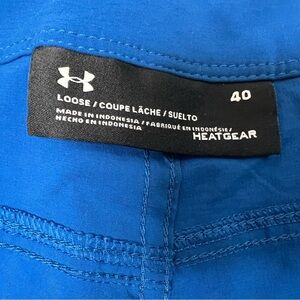 40
LOOSE / COUPE LÂCHE / SUELTO
MADE IN INDONESIA / FABRIQUÉ EN INDONÉSIE /
HECHO EN INDONESIA
HEATGEAR